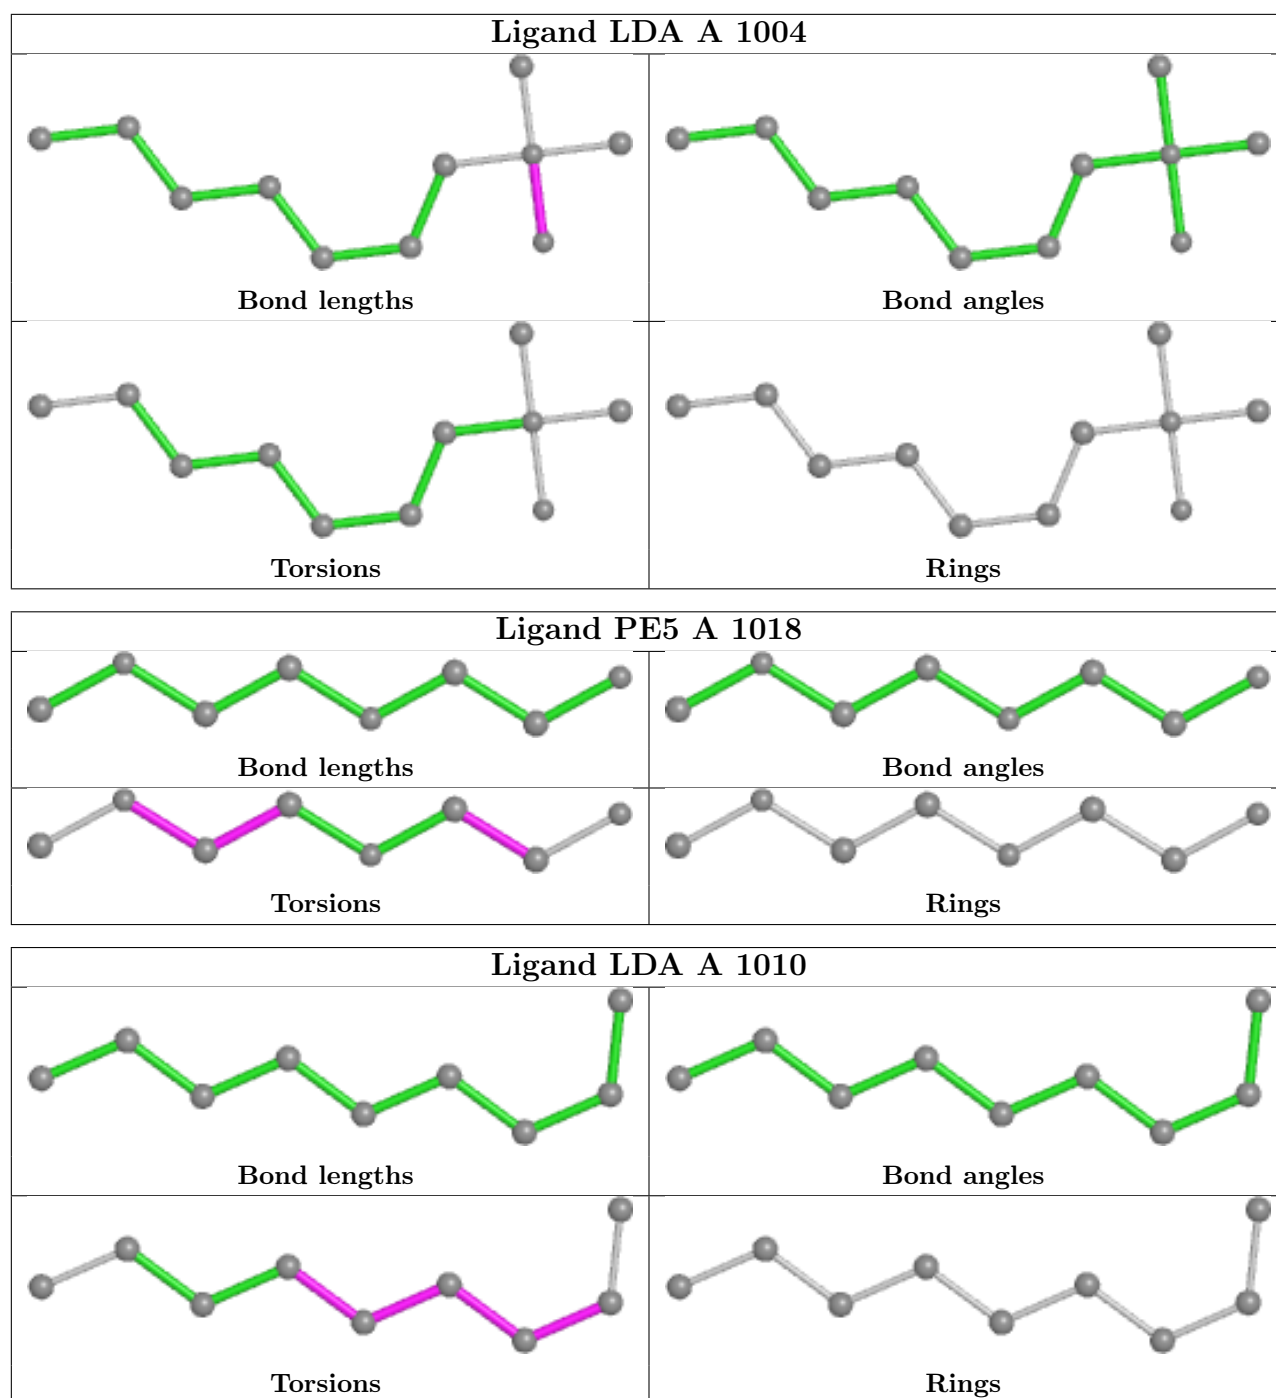 Ligand LDA A 1004
Bond lengths Bond angles
Torsions Rings
Ligand PE5 A 1018
Bond lengths Bond angles
Torsions Rings
Ligand LDA A 1010
Bond lengths Bond angles
Torsions Rings